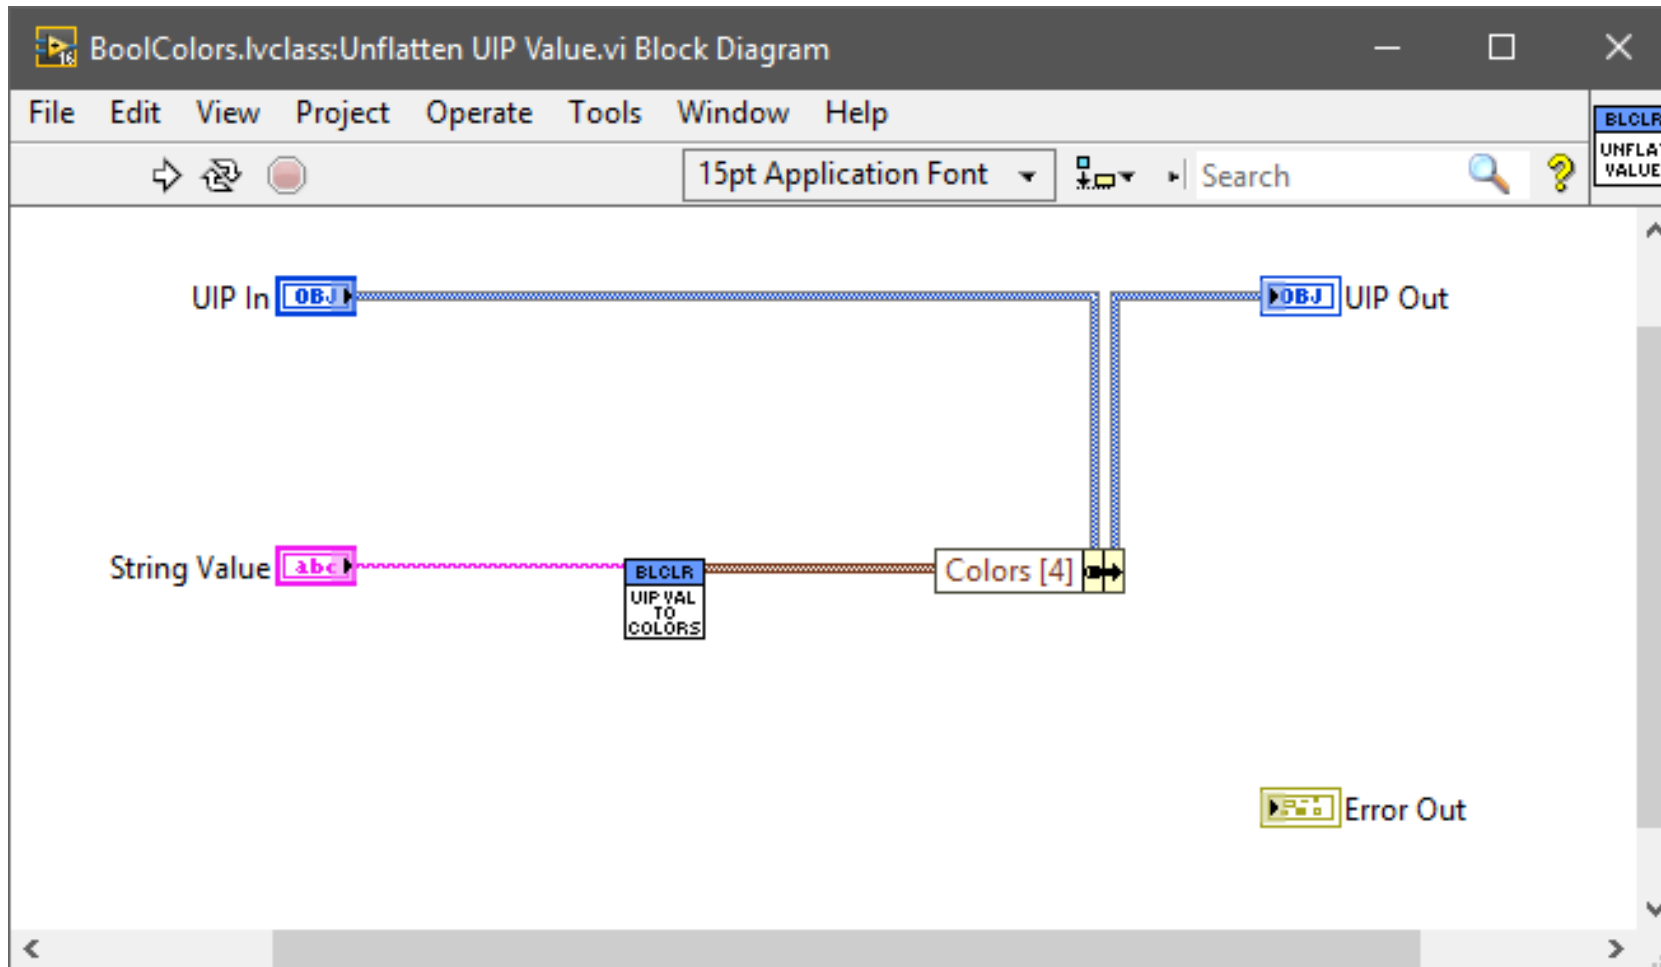 BoolColors.lvclass:Unflatten UIP Value.vi Block Diagram
File Edit View Project Operate Tools Window Help
15pt Application Font
Search
BLCLR
UNFLAT
VALUE
UIP In
OBJ
OBJ
UIP Out
String Value
abc
BLCLR
UIP VAL
TO
COLORS
Colors [4]
Error Out